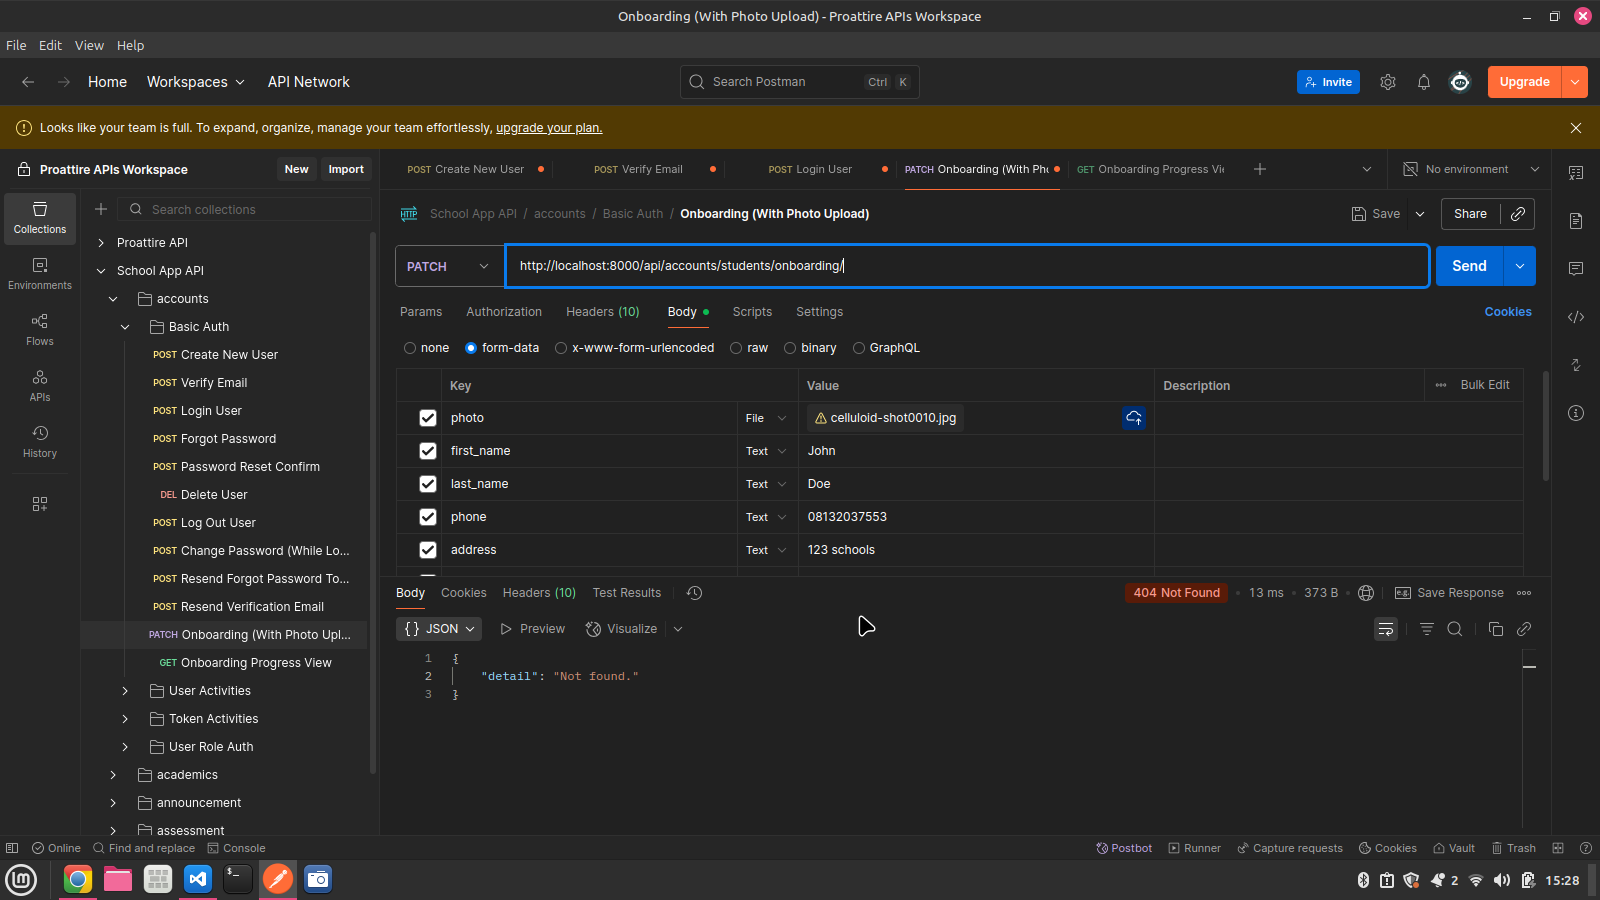 Onboarding (With Photo Upload) - Proattire APIs Workspace
File Edit View Help
Home Workspaces API Network
Search Postman Ctrl K
Invite
Upgrade
Looks like your team is full. To expand, organize, manage your team effortlessly, upgrade your plan.
Proattire APIs Workspace New Import
POST Create New User
POST Verify Email
POST Login User
PATCH Onboarding (With Pho
GET Onboarding Progress Vie
No environment
Collections
Environments
Flows
APIs
History
Search collections
Proattire API
School App API
accounts
Basic Auth
POST Create New User
POST Verify Email
POST Login User
POST Forgot Password
POST Password Reset Confirm
DEL Delete User
POST Log Out User
POST Change Password (While Lo...
POST Resend Forgot Password To...
POST Resend Verification Email
PATCH Onboarding (With Photo Upl...
GET Onboarding Progress View
User Activities
Token Activities
User Role Auth
academics
announcement
assessment
HTTP School App API / accounts / Basic Auth / Onboarding (With Photo Upload)
Save Share
PATCH http://localhost:8000/api/accounts/students/onboarding/ Send
Params Authorization Headers (10) Body Scripts Settings Cookies
none form-data x-www-form-urlencoded raw binary GraphQL
Key Value Description Bulk Edit
photo File celluloid-shot0010.jpg
first_name Text John
last_name Text Doe
phone Text 08132037553
address Text 123 schools
Body Cookies Headers (10) Test Results 404 Not Found 13 ms 373 B e.g. Save Response
{} JSON Preview Visualize
1 {
2 "detail": "Not found."
3 }
Online Find and replace Console
Postbot Runner Capture requests Cookies Vault Trash
2 15:28